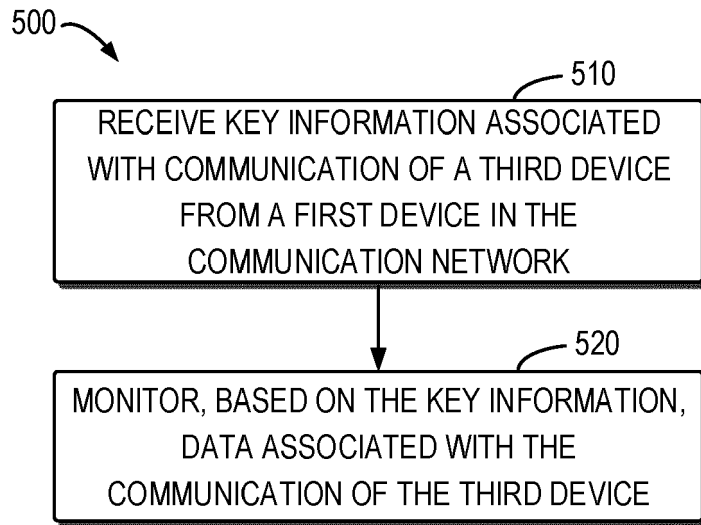 500
510
RECEIVE KEY INFORMATION ASSOCIATED
WITH COMMUNICATION OF A THIRD DEVICE
FROM A FIRST DEVICE IN THE
COMMUNICATION NETWORK
520
MONITOR, BASED ON THE KEY INFORMATION,
DATA ASSOCIATED WITH THE
COMMUNICATION OF THE THIRD DEVICE